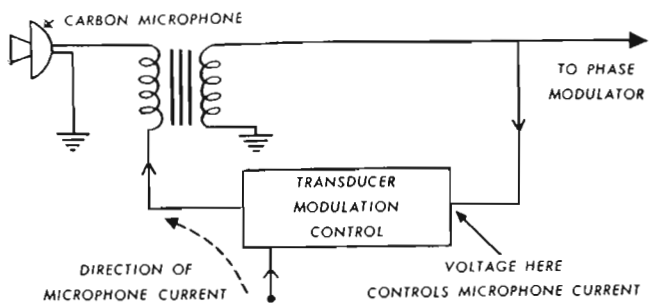 CARBON MICROPHONE
TO PHASE
MODULATOR
TRANSDUCER
MODULATION
CONTROL
DIRECTION OF
MICROPHONE CURRENT
VOLTAGE HERE
CONTROLS MICROPHONE CURRENT